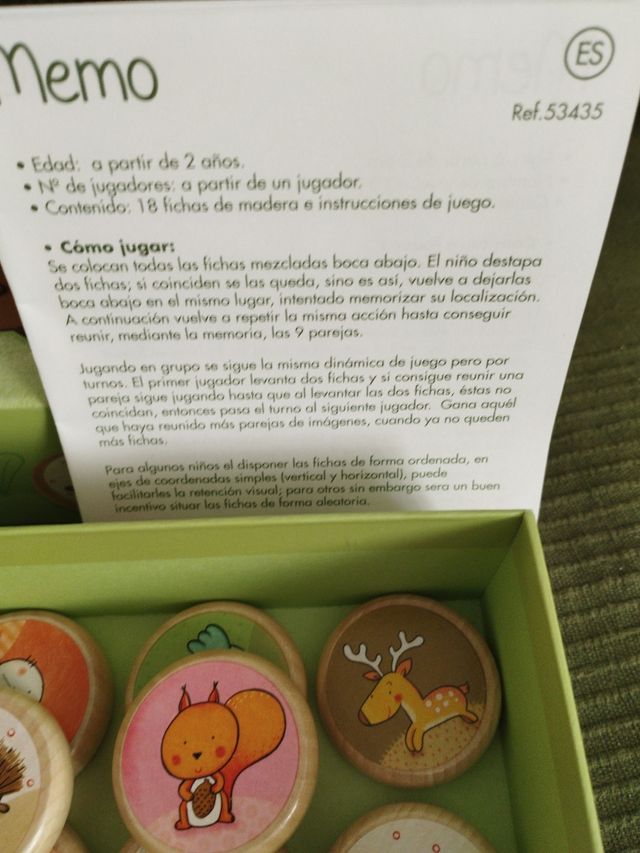 Memo
ES
Ref.53435
• Edad: a partir de 2 años.
• Nº de jugadores: a partir de un jugador.
• Contenido: 18 fichas de madera e instrucciones de juego.
• Cómo jugar:
Se colocan todas las fichas mezcladas boca abajo. El niño destapa
dos fichas; si coinciden se las queda, sino es así, vuelve a dejarlas
boca abajo en el mismo lugar, intentado memorizar su localización.
A continuación vuelve a repetir la misma acción hasta conseguir
reunir, mediante la memoria, las 9 parejas.
Jugando en grupo se sigue la misma dinámica de juego pero por
turnos. El primer jugador levanta dos fichas y si consigue reunir una
pareja sigue jugando hasta que al levantar las dos fichas, éstas no
coincidan, entonces pasa el turno al siguiente jugador. Gana aquél
que haya reunido más parejas de imágenes, cuando ya no queden
más fichas.
Para algunos niños el disponer las fichas de forma ordenada, en
ejes de coordenadas simples (vertical y horizontal), puede
facilitarles la retención visual; para otros sin embargo sera un buen
incentivo situar las fichas de forma aleatoria.